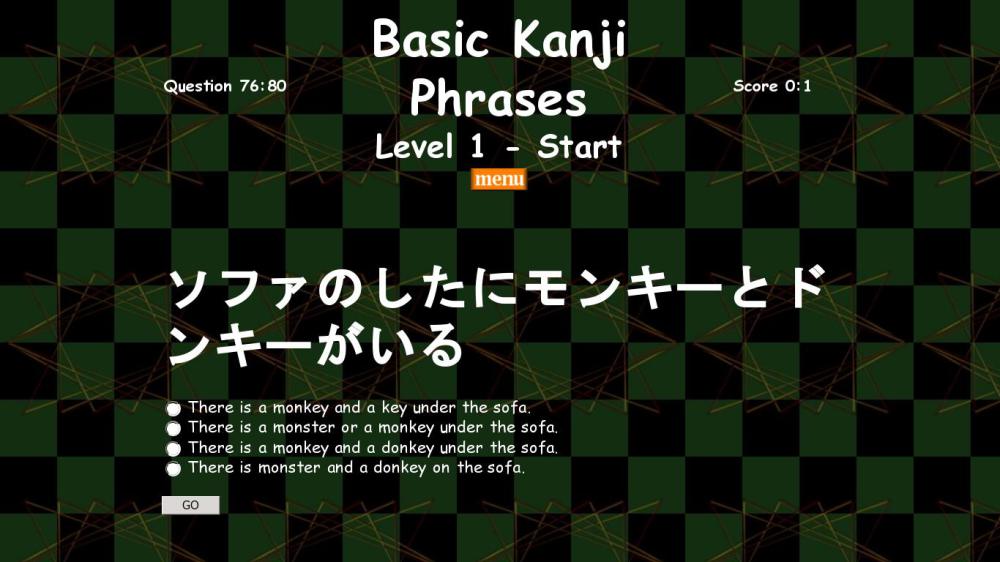 Basic Kanji
Phrases
Question 76:80
Score 0:1
Level 1 - Start
menu
ソファのしたにモンキーとド
ンキーがいる
There is a monkey and a key under the sofa.
There is a monster or a monkey under the sofa.
There is a monkey and a donkey under the sofa.
There is monster and a donkey on the sofa.
GO